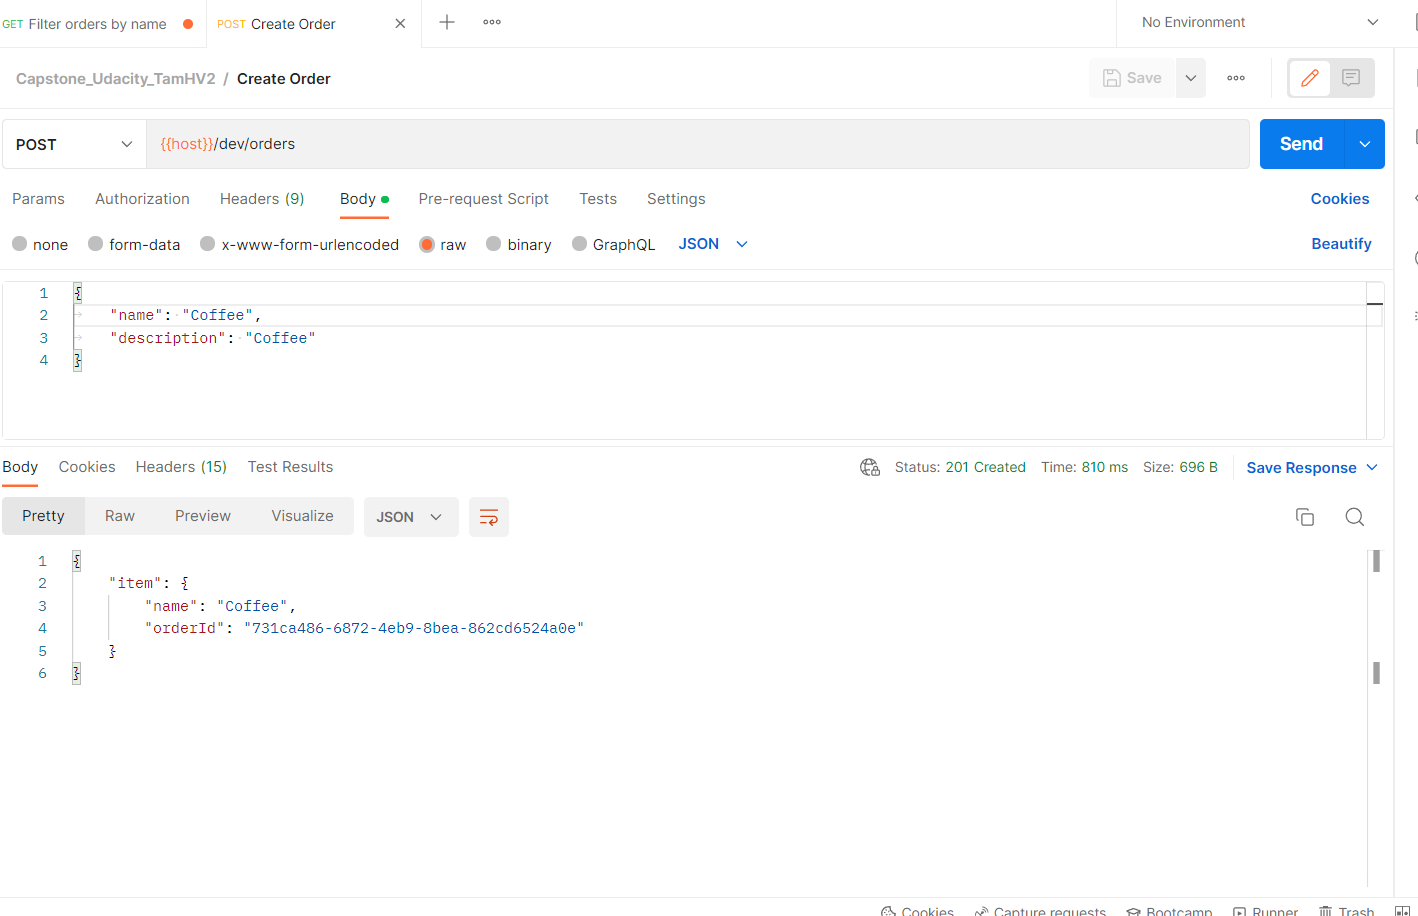 GET Filter orders by name POST Create Order No Environment
Capstone_Udacity_TamHV2 / Create Order Save
POST {{host}}/dev/orders Send
Params Authorization Headers (9) Body Pre-request Script Tests Settings Cookies
none form-data x-www-form-urlencoded raw binary GraphQL JSON Beautify
1 {
2 "name": "Coffee",
3 "description": "Coffee"
4 }
Body Cookies Headers (15) Test Results Status: 201 Created Time: 810 ms Size: 696 B Save Response
Pretty Raw Preview Visualize JSON
1 {
2 "item": {
3 "name": "Coffee",
4 "orderId": "731ca486-6872-4eb9-8bea-862cd6524a0e"
5 }
6 }
Cookies Capture requests Bootcamp Runner Trash